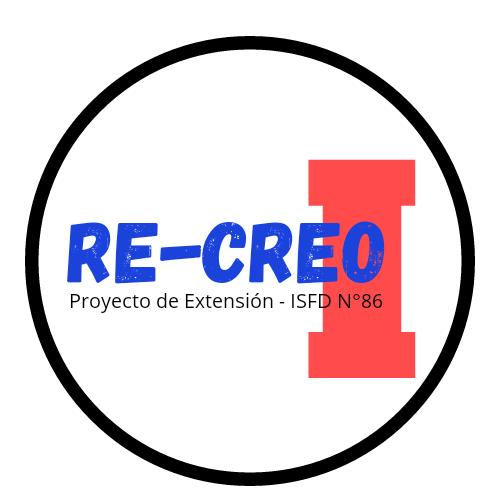 RE-CREO
I
Proyecto de Extensión - ISFD N°86